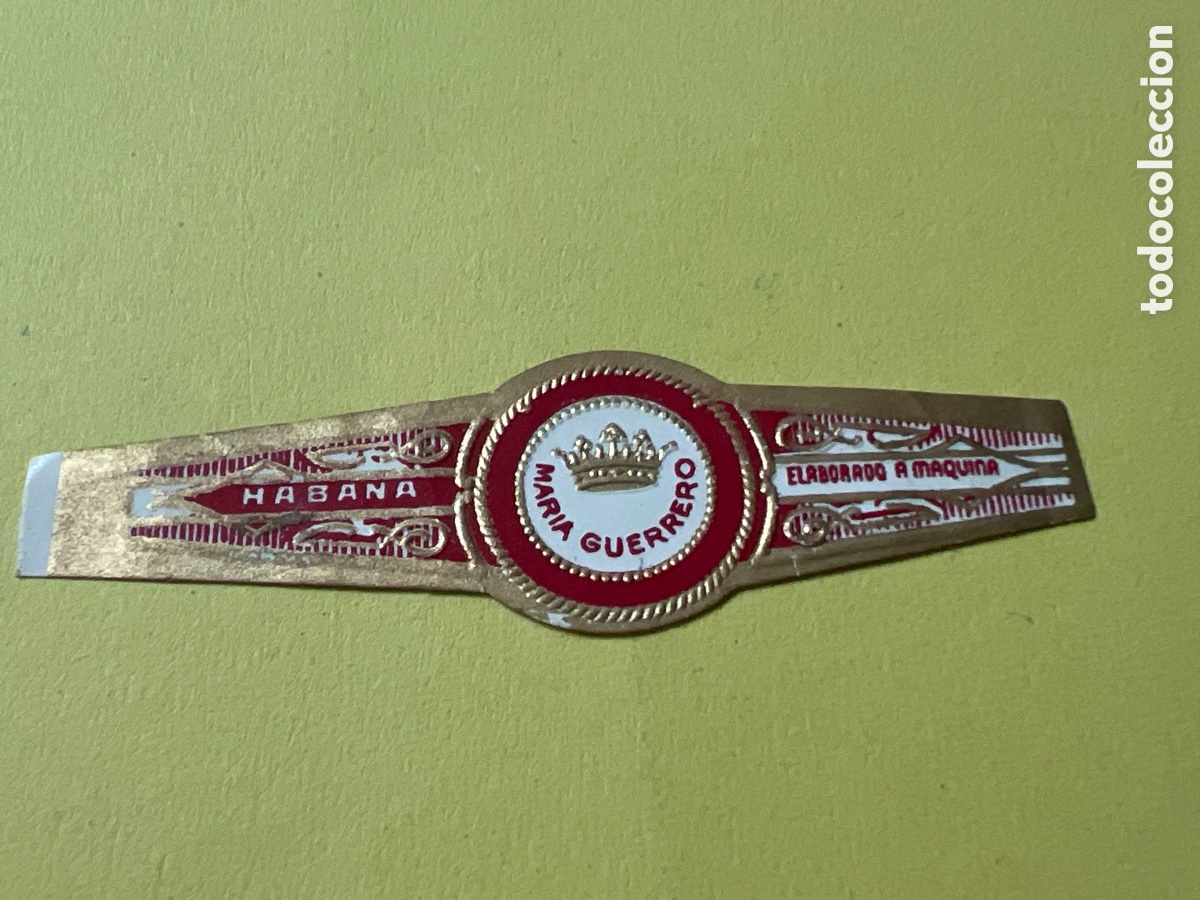 HABANA
MARIA GUERRERO
ELABORADO A MAQUINA
todocoleccion